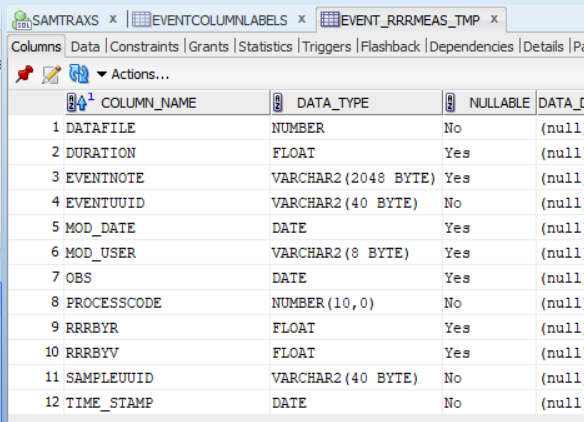 SAMTRAXS x EVENTCOLUMNLABELS x EVENT_RRRMEAS_TMP x
Columns Data Constraints Grants Statistics Triggers Flashback Dependencies Details
Actions...
COLUMN_NAME DATA_TYPE NULLABLE DATA_D
1 DATAFILE NUMBER No (null
2 DURATION FLOAT Yes (null
3 EVENTNOTE VARCHAR2(2048 BYTE) Yes (null
4 EVENTUUID VARCHAR2(40 BYTE) No (null
5 MOD_DATE DATE Yes (null
6 MOD_USER VARCHAR2(8 BYTE) Yes (null
7 OBS DATE Yes (null
8 PROCESSCODE NUMBER(10,0) No (null
9 RRRBYR FLOAT Yes (null
10 RRRBYV FLOAT Yes (null
11 SAMPLEUUID VARCHAR2(40 BYTE) No (null
12 TIME_STAMP DATE No (null